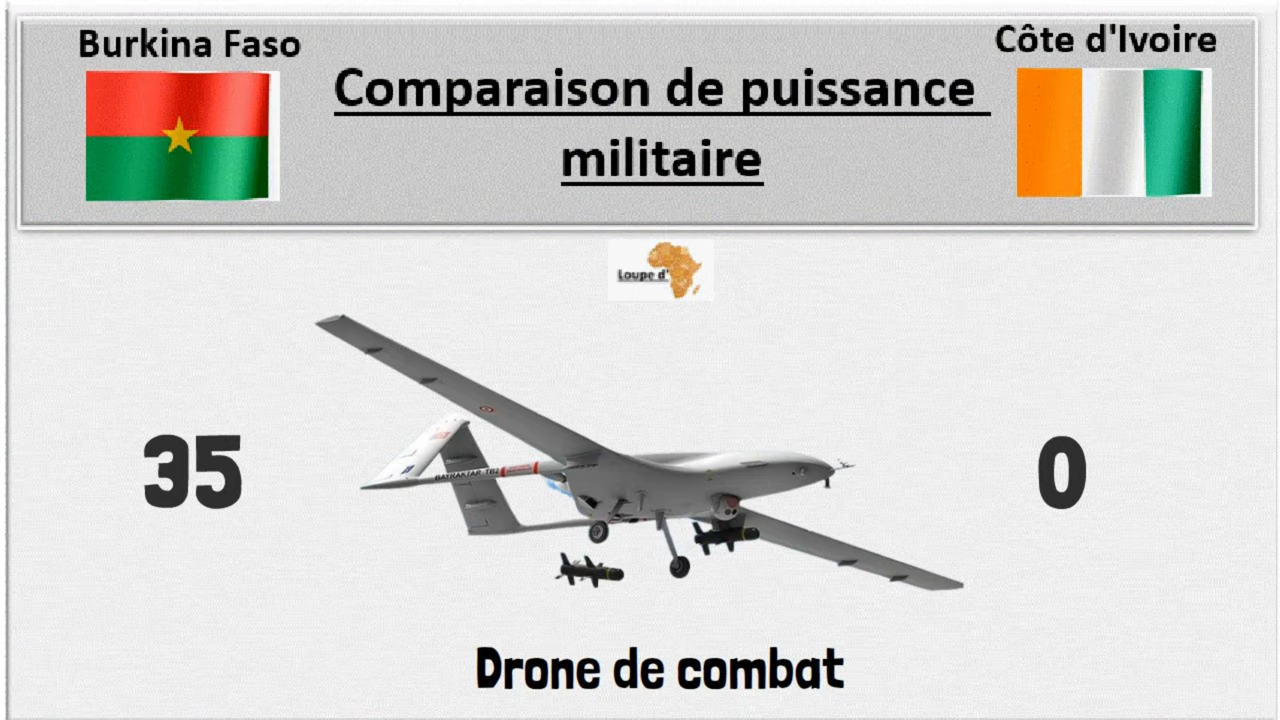 Burkina Faso
Côte d'Ivoire
Comparaison de puissance
militaire
Loupe d'
35
0
BAYRAKTAR TB2
Drone de combat